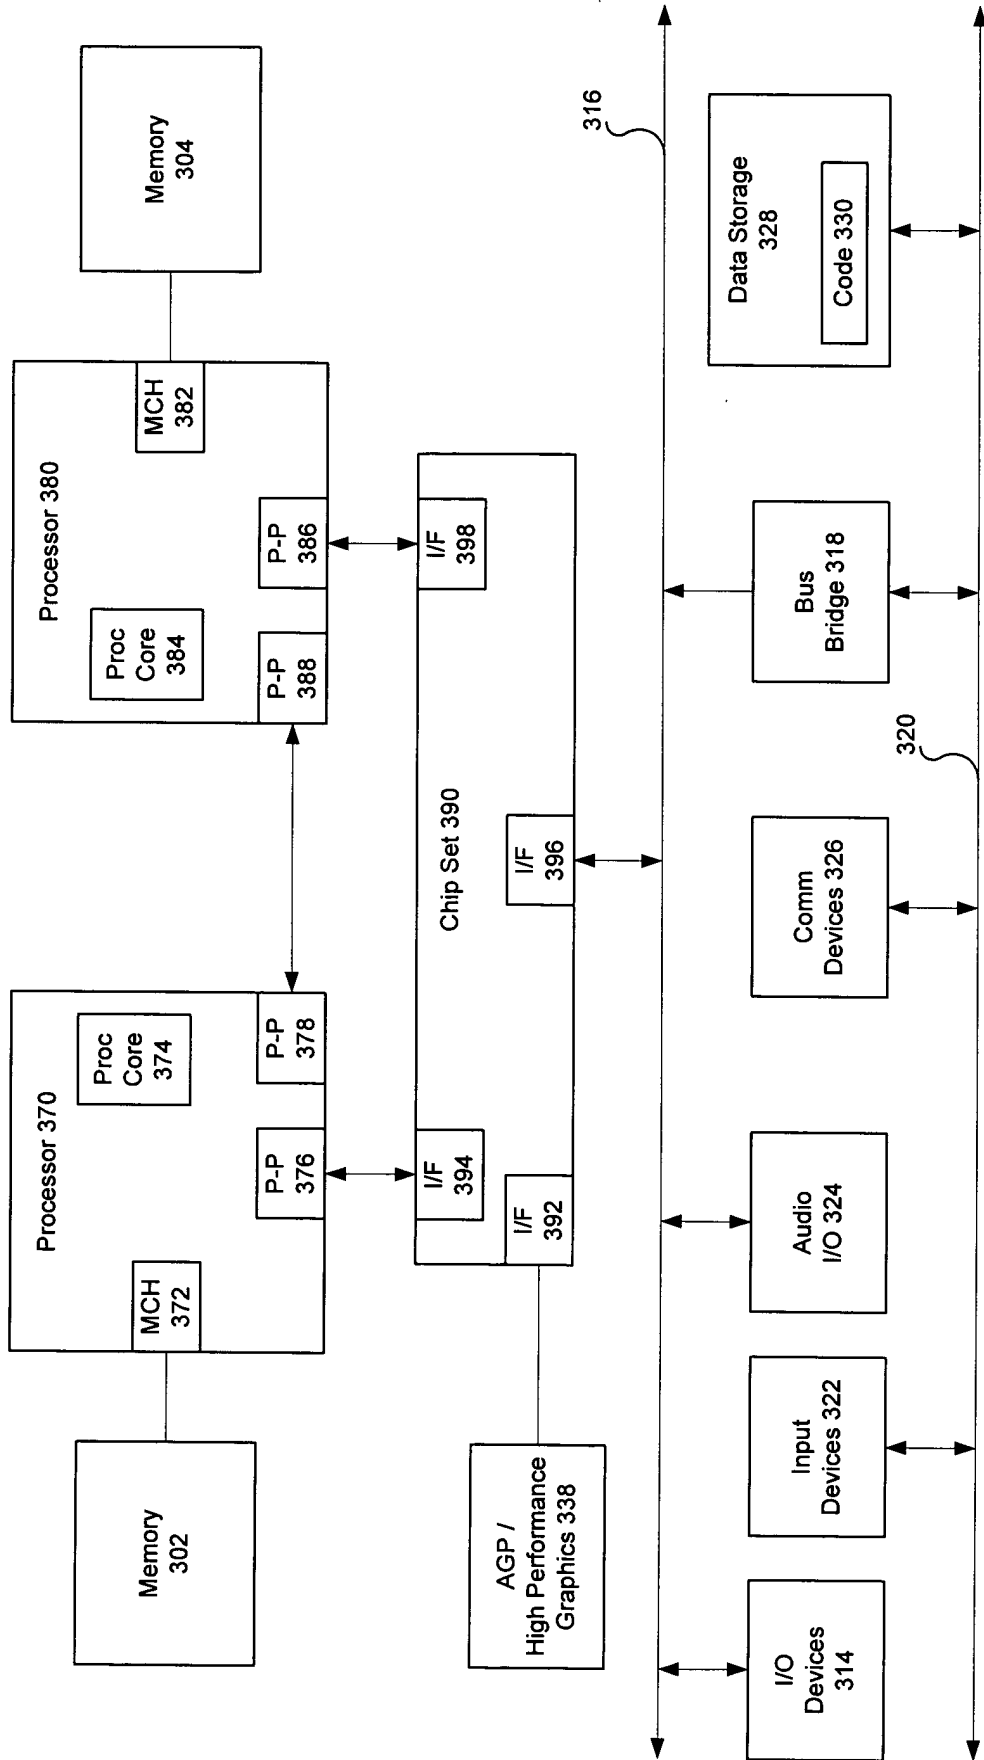 Memory
302
Processor 370
MCH
372
Proc
Core
374
P-P
376
P-P
378
Processor 380
Proc
Core
384
P-P
388
P-P
386
MCH
382
Memory
304
AGP /
High Performance
Graphics 338
Chip Set 390
I/F
394
I/F
392
I/F
396
I/F
398
316
I/O
Devices
314
Input
Devices 322
Audio
I/O 324
Comm
Devices 326
Bus
Bridge 318
Data Storage
328
Code 330
320